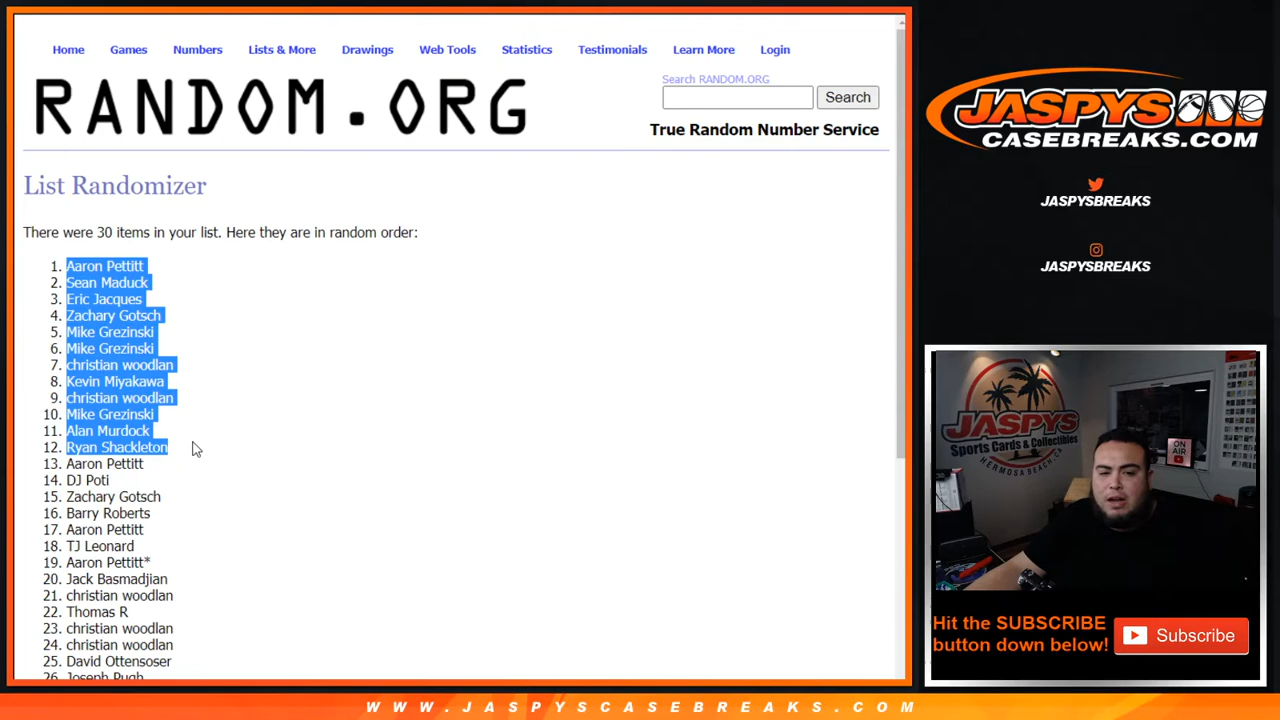 Home Games Numbers Lists & More Drawings Web Tools Statistics Testimonials Learn More Login
RANDOM.ORG
Search RANDOM.ORG
Search
True Random Number Service
List Randomizer
There were 30 items in your list. Here they are in random order:
1. Aaron Pettitt
2. Sean Maduck
3. Eric Jacques
4. Zachary Gotsch
5. Mike Grezinski
6. Mike Grezinski
7. christian woodlan
8. Kevin Miyakawa
9. christian woodlan
10. Mike Grezinski
11. Alan Murdock
12. Ryan Shackleton
13. Aaron Pettitt
14. DJ Poti
15. Zachary Gotsch
16. Barry Roberts
17. Aaron Pettitt
18. TJ Leonard
19. Aaron Pettitt*
20. Jack Basmadjian
21. christian woodlan
22. Thomas R
23. christian woodlan
24. christian woodlan
25. David Ottensoser
26. Joseph Pugh
JASPYS
CASEBREAKS.COM
JASPYSBREAKS
JASPYSBREAKS
JASPYS
Sports Cards & Collectibles
HERMOSA BEACH, CA
ON AIR
Hit the SUBSCRIBE
button down below!
Subscribe
WWW.JASPYSCASEBREAKS.COM